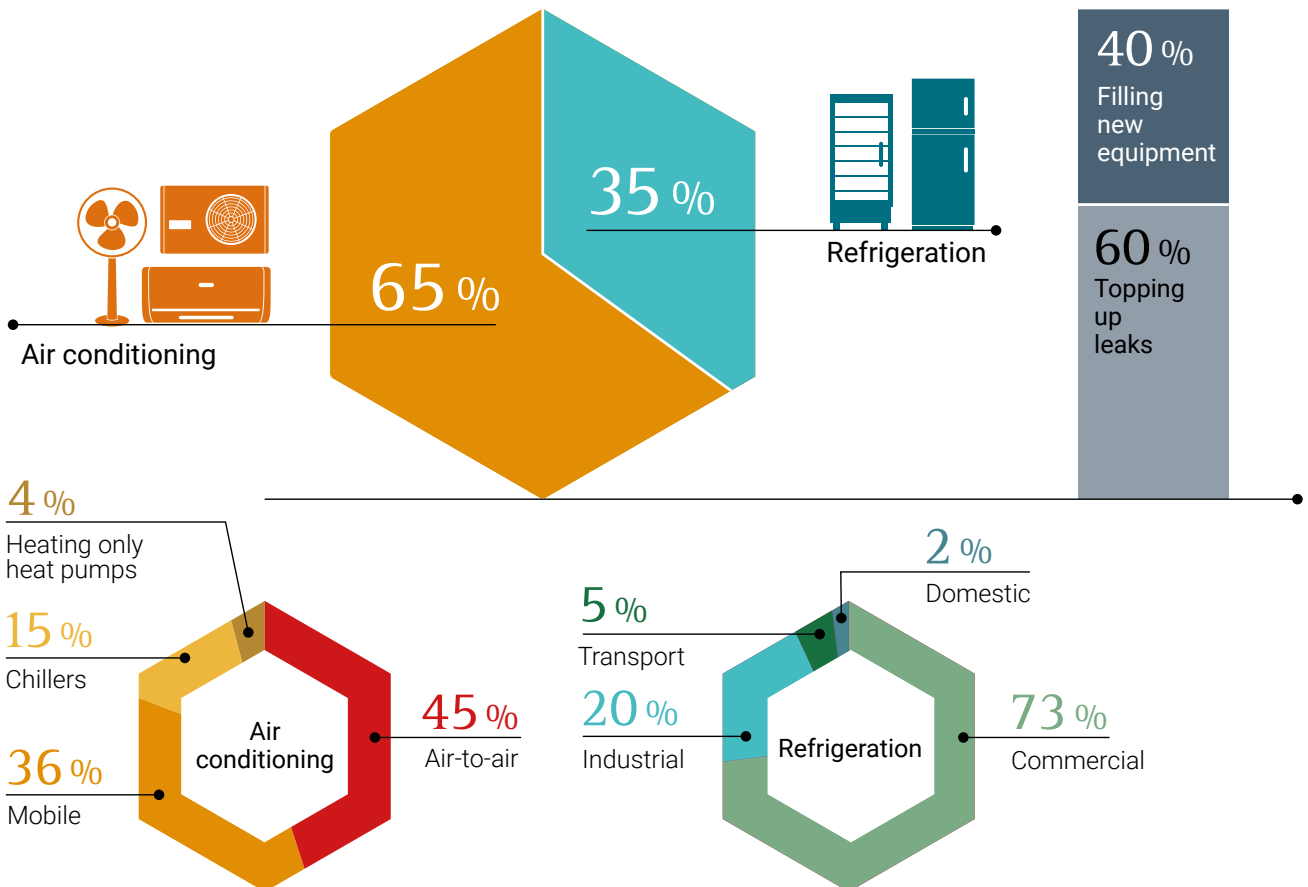 40 %
Filling
new
equipment
35 %
Refrigeration
65 %
Air conditioning
60 %
Topping
up
leaks
4 %
Heating only
heat pumps
15 %
Chillers
36 %
Mobile
Air
conditioning
45 %
Air-to-air
2 %
Domestic
5 %
Transport
20 %
Industrial
Refrigeration
73 %
Commercial